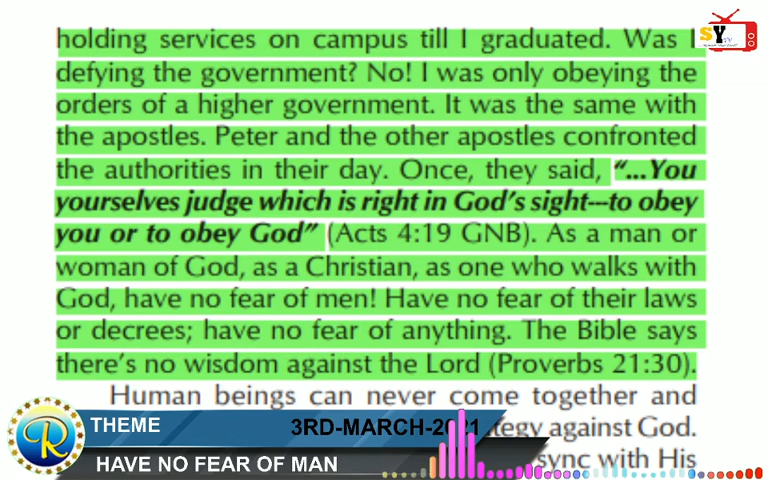 holding services on campus till I graduated. Was I
defying the government? No! I was only obeying the
orders of a higher government. It was the same with
the apostles. Peter and the other apostles confronted
the authorities in their day. Once, they said, “...You
yourselves judge which is right in God’s sight---to obey
you or to obey God” (Acts 4:19 GNB). As a man or
woman of God, as a Christian, as one who walks with
God, have no fear of men! Have no fear of their laws
or decrees; have no fear of anything. The Bible says
there’s no wisdom against the Lord (Proverbs 21:30).
Human beings can never come together and
against God.
sync with His
SY
R
THEME
3RD-MARCH-2021
HAVE NO FEAR OF MAN